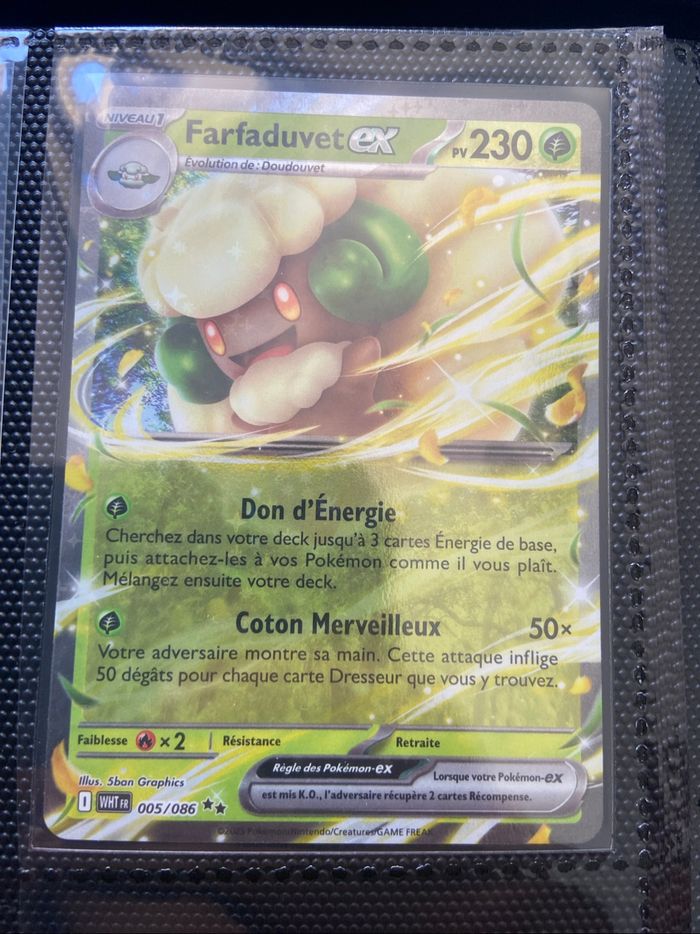 NIVEAU 1
Farfaduvet ex
PV 230
Évolution de : Doudouvet
Don d'Énergie
Cherchez dans votre deck jusqu'à 3 cartes Énergie de base,
puis attachez-les à vos Pokémon comme il vous plaît.
Mélangez ensuite votre deck.
Coton Merveilleux 50×
Votre adversaire montre sa main. Cette attaque inflige
50 dégâts pour chaque carte Dresseur que vous y trouvez.
Faiblesse ×2 Résistance Retraite
Règle des Pokémon-ex Lorsque votre Pokémon-ex
est mis K.O., l'adversaire récupère 2 cartes Récompense.
Illus. 5ban Graphics
I WHT FR 005/086
©2025 Pokémon/Nintendo/Creatures/GAME FREAK